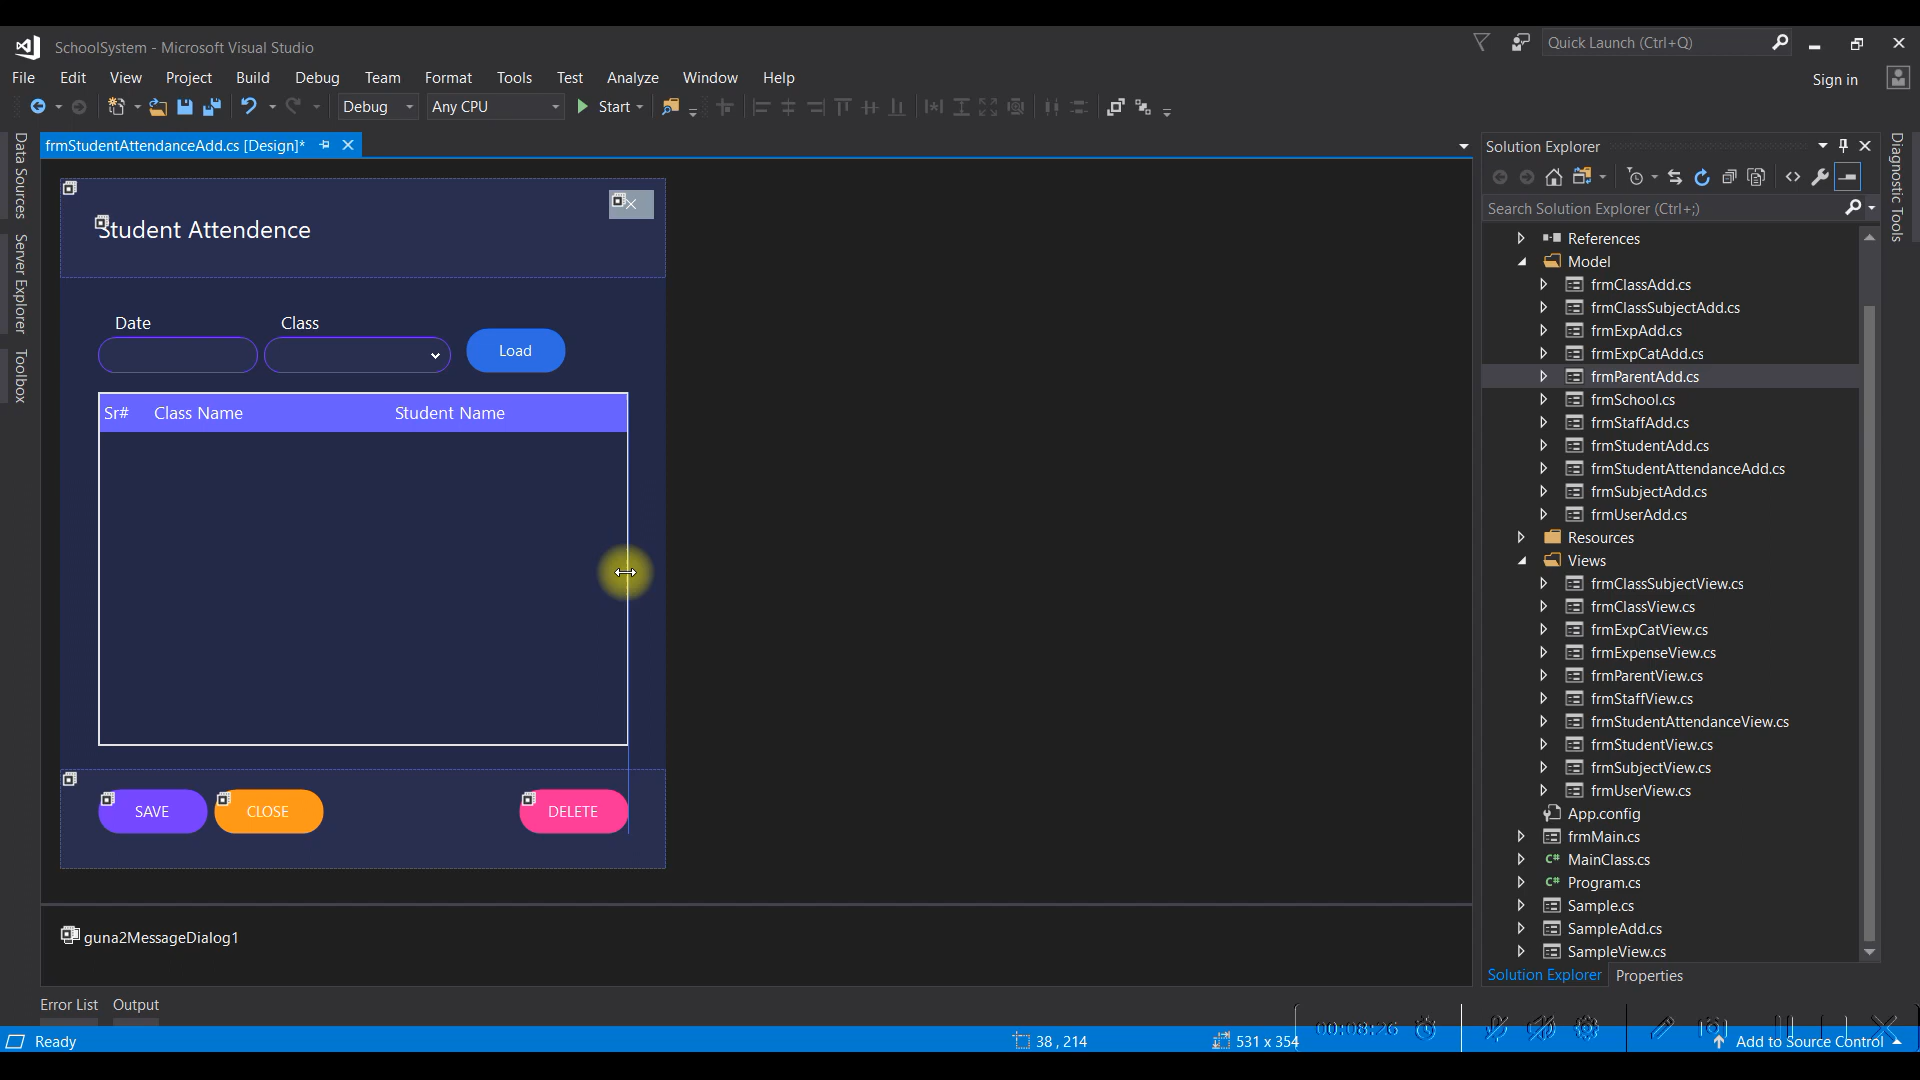 SchoolSystem - Microsoft Visual Studio
Quick Launch (Ctrl+Q)
File Edit View Project Build Debug Team Format Tools Test Analyze Window Help
Sign in
Debug Any CPU Start
Data Sources
Server Explorer
Toolbox
frmStudentAttendanceAdd.cs [Design]*
Student Attendence
Date Class
Load
Sr# Class Name Student Name
SAVE CLOSE DELETE
guna2MessageDialog1
Solution Explorer
Search Solution Explorer (Ctrl+;)
References
Model
frmClassAdd.cs
frmClassSubjectAdd.cs
frmExpAdd.cs
frmExpCatAdd.cs
frmParentAdd.cs
frmSchool.cs
frmStaffAdd.cs
frmStudentAdd.cs
frmStudentAttendanceAdd.cs
frmSubjectAdd.cs
frmUserAdd.cs
Resources
Views
frmClassSubjectView.cs
frmClassView.cs
frmExpCatView.cs
frmExpenseView.cs
frmParentView.cs
frmStaffView.cs
frmStudentAttendanceView.cs
frmStudentView.cs
frmSubjectView.cs
frmUserView.cs
App.config
frmMain.cs
C# MainClass.cs
C# Program.cs
Sample.cs
SampleAdd.cs
SampleView.cs
Solution Explorer Properties
Diagnostic Tools
Error List Output
00:08:26
Ready
38 , 214
531 x 354
Add to Source Control